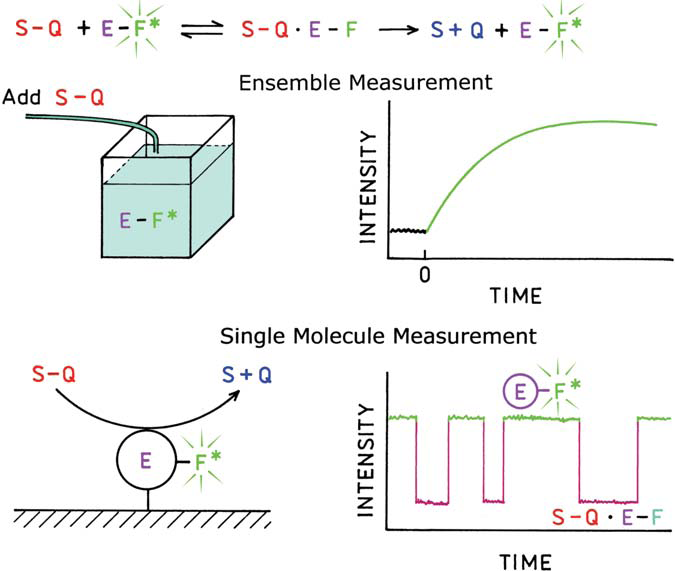 S-Q + E-F* ⇌ S-Q · E-F → S + Q + E-F*
Ensemble Measurement
Add S-Q
E-F*
INTENSITY
0
TIME
Single Molecule Measurement
S-Q
S+Q
E-F*
INTENSITY
E-F*
S-Q · E-F
TIME